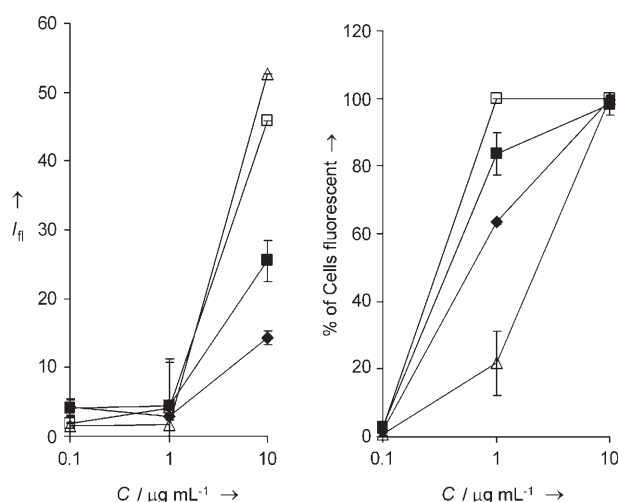 60
50
40
30
20
10
0
↑
I_fl
0.1 1 10
C / μg mL⁻¹ →
120
100
80
60
40
20
0
% of Cells fluorescent →
0.1 1 10
C / μg mL⁻¹ →